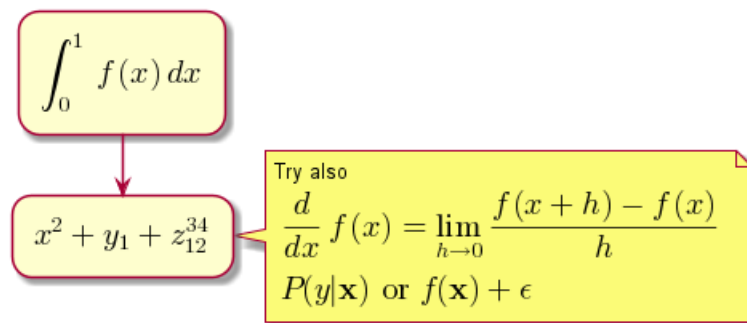 ∫₀¹ f(x) dx
x² + y₁ + z₁₂³⁴
Try also
d/dx f(x) = lim_{h→0} (f(x + h) − f(x))/h
P(y|𝐱) or f(𝐱) + ϵ